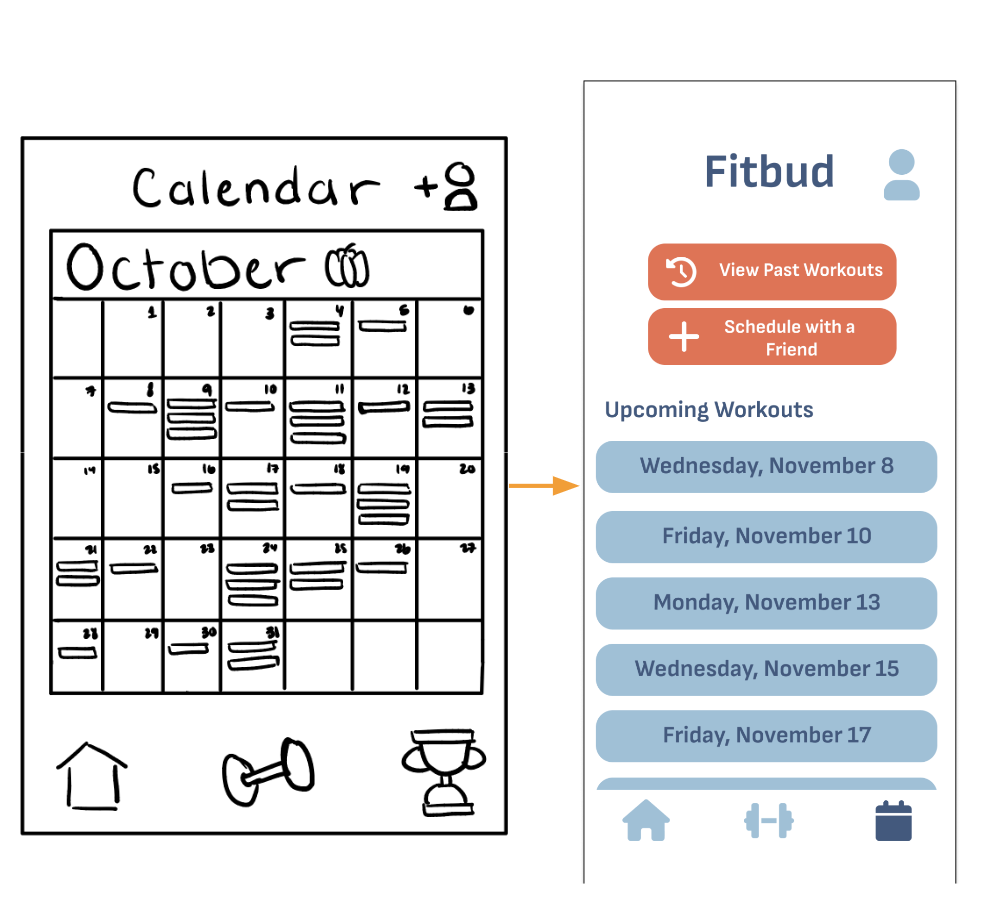 Calendar +
October
1 2 3 4 5 6
7 8 9 10 11 12 13
14 15 16 17 18 19 20
21 22 23 24 25 26 27
28 29 30 31
Fitbud
View Past Workouts
Schedule with a
Friend
Upcoming Workouts
Wednesday, November 8
Friday, November 10
Monday, November 13
Wednesday, November 15
Friday, November 17